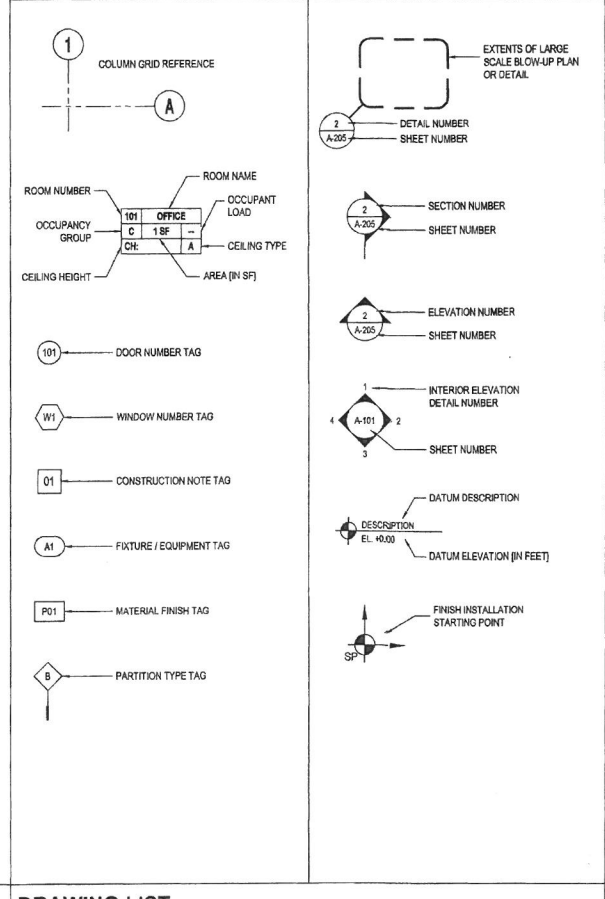 1
COLUMN GRID REFERENCE
A
ROOM NAME
ROOM NUMBER
OCCUPANT
LOAD
101 OFFICE
OCCUPANCY
GROUP
C 1 SF --
CH: A
CEILING TYPE
CEILING HEIGHT
AREA [IN SF]
101
DOOR NUMBER TAG
W1
WINDOW NUMBER TAG
01
CONSTRUCTION NOTE TAG
A1
FIXTURE / EQUIPMENT TAG
P01
MATERIAL FINISH TAG
B
PARTITION TYPE TAG
EXTENTS OF LARGE
SCALE BLOW-UP PLAN
OR DETAIL
2
DETAIL NUMBER
A-205
SHEET NUMBER
2
SECTION NUMBER
A-205
SHEET NUMBER
2
ELEVATION NUMBER
A-205
SHEET NUMBER
1
INTERIOR ELEVATION
DETAIL NUMBER
4 A-101 2
3
SHEET NUMBER
DATUM DESCRIPTION
DESCRIPTION
EL. +0.00
DATUM ELEVATION [IN FEET]
FINISH INSTALLATION
STARTING POINT
SP
DRAWING LIST